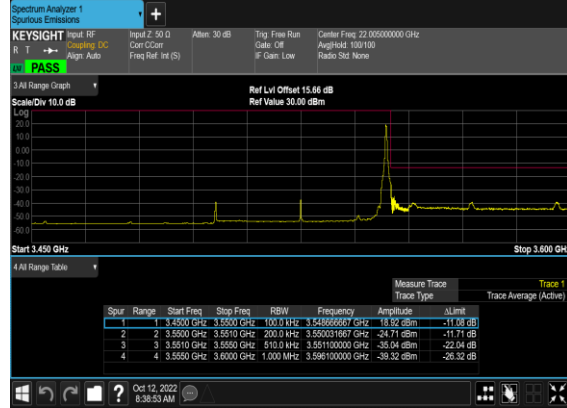 Spectrum Analyzer 1
Spurious Emissions
KEYSIGHT Input: RF Input Z: 50 Ω Atten: 30 dB Trig: Free Run Center Freq: 22.005000000 GHz
R T Coupling: DC Corr CCorr Gate: Off Avg|Hold: 100/100
Align: Auto Freq Ref: Int (S) IF Gain: Low Radio Std: None
PASS
3 All Range Graph
Ref Lvl Offset 15.66 dB
Scale/Div 10.0 dB Ref Value 30.00 dBm
Log
20.0
10.0
0.00
-10.0
-20.0
-30.0
-40.0
-50.0
-60.0
Start 3.450 GHz Stop 3.600 GHz
4 All Range Table
Measure Trace Trace 1
Trace Type Trace Average (Active)
Spur Range Start Freq Stop Freq RBW Frequency Amplitude ΔLimit
1 1 3.4500 GHz 3.5500 GHz 100.0 kHz 3.548666667 GHz 18.92 dBm -11.08 dB
2 2 3.5500 GHz 3.5510 GHz 200.0 kHz 3.550031667 GHz -24.71 dBm -11.71 dB
3 3 3.5510 GHz 3.5550 GHz 510.0 kHz 3.551100000 GHz -35.04 dBm -22.04 dB
4 4 3.5550 GHz 3.6000 GHz 1.000 MHz 3.596100000 GHz -39.32 dBm -26.32 dB
? Oct 12, 2022
8:38:53 AM